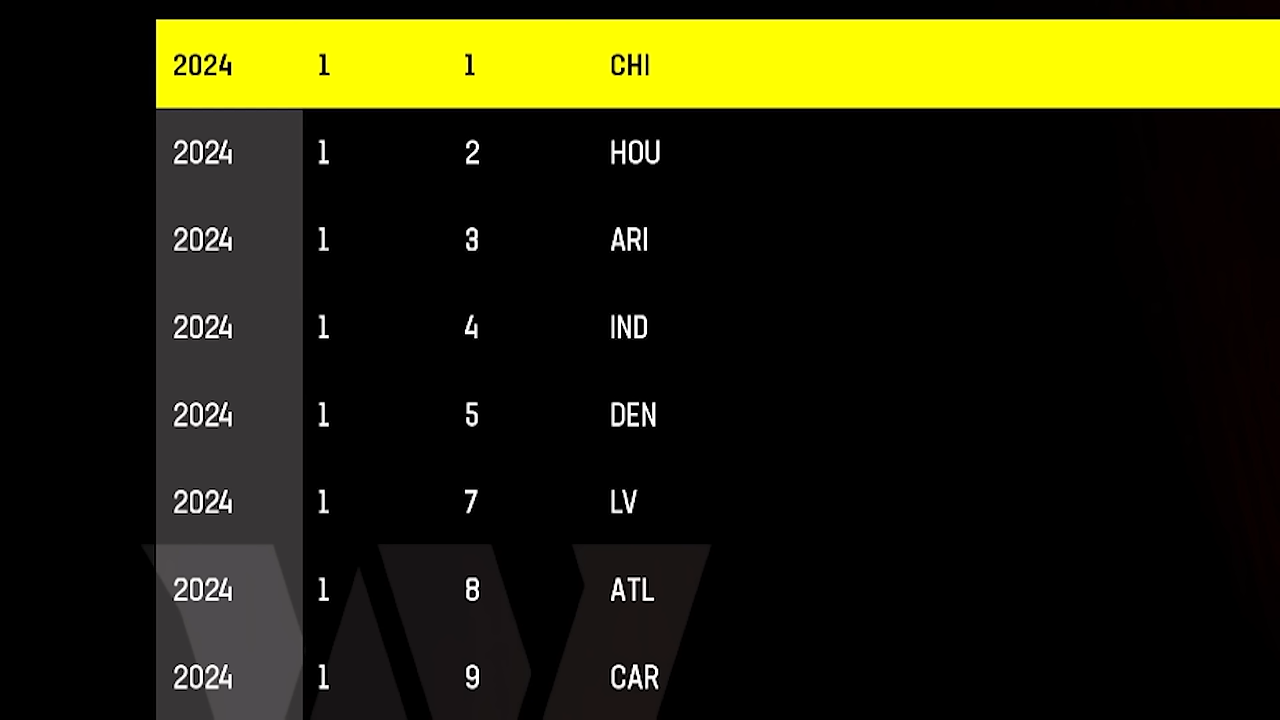 2024 1 1 CHI
2024 1 2 HOU
2024 1 3 ARI
2024 1 4 IND
2024 1 5 DEN
2024 1 7 LV
2024 1 8 ATL
2024 1 9 CAR